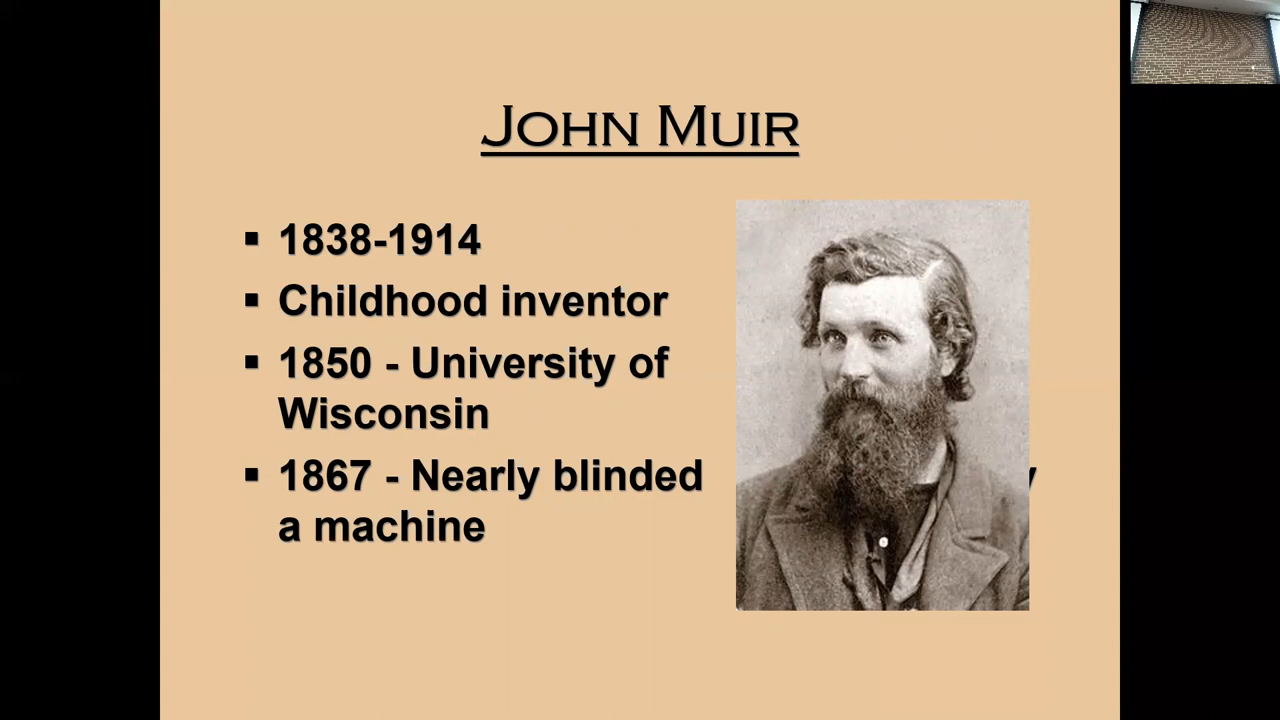 JOHN MUIR
▪ 1838-1914
▪ Childhood inventor
▪ 1850 - University of
Wisconsin
▪ 1867 - Nearly blinded
a machine